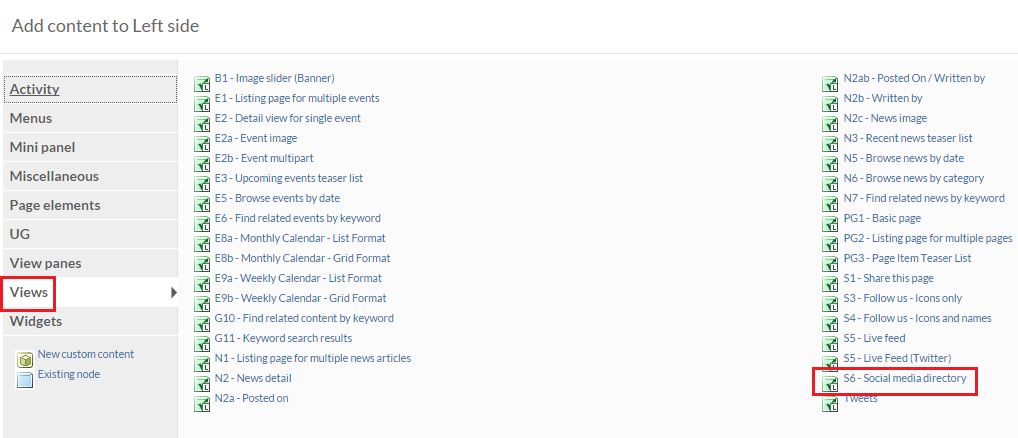 Add content to Left side
Activity
Menus
Mini panel
Miscellaneous
Page elements
UG
View panes
Views
Widgets
New custom content
Existing node
B1 - Image slider (Banner)
E1 - Listing page for multiple events
E2 - Detail view for single event
E2a - Event image
E2b - Event multipart
E3 - Upcoming events teaser list
E5 - Browse events by date
E6 - Find related events by keyword
E8a - Monthly Calendar - List Format
E8b - Monthly Calendar - Grid Format
E9a - Weekly Calendar - List Format
E9b - Weekly Calendar - Grid Format
G10 - Find related content by keyword
G11 - Keyword search results
N1 - Listing page for multiple news articles
N2 - News detail
N2a - Posted on
N2ab - Posted On / Written by
N2b - Written by
N2c - News image
N3 - Recent news teaser list
N5 - Browse news by date
N6 - Browse news by category
N7 - Find related news by keyword
PG1 - Basic page
PG2 - Listing page for multiple pages
PG3 - Page Item Teaser List
S1 - Share this page
S3 - Follow us - Icons only
S4 - Follow us - Icons and names
S5 - Live feed
S5 - Live Feed (Twitter)
S6 - Social media directory
Tweets